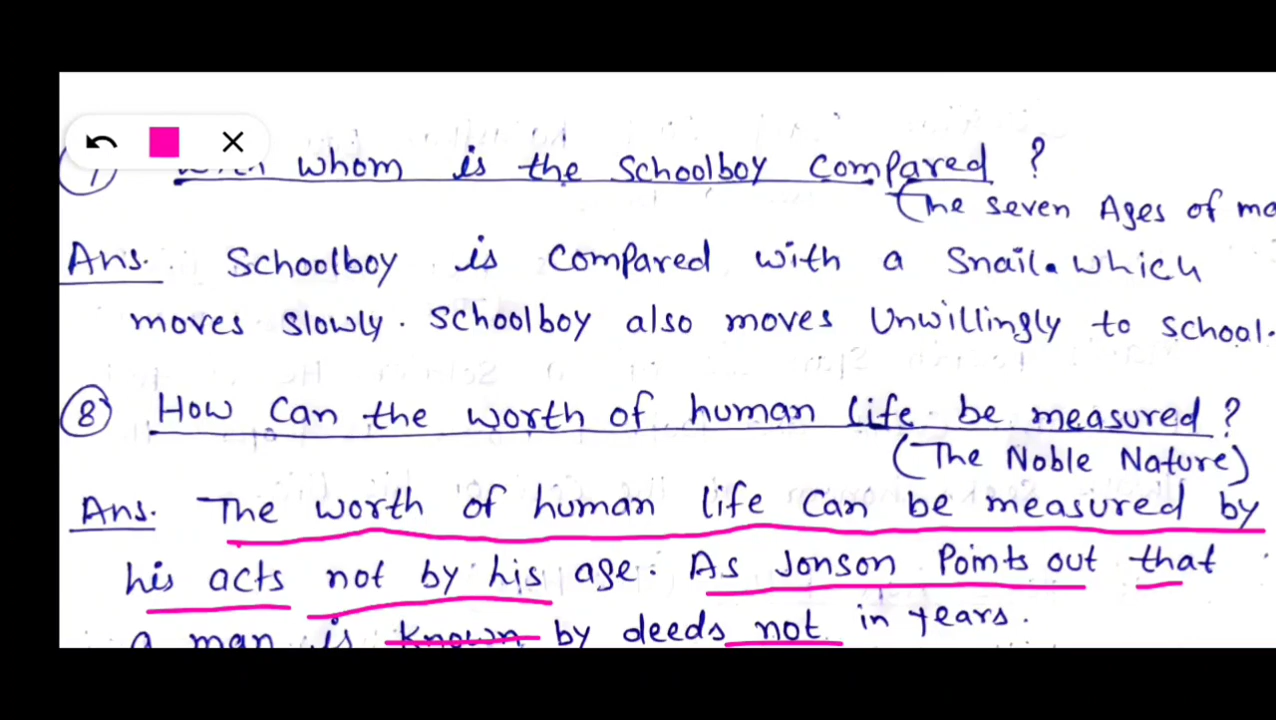 whom is the Schoolboy Compared ?
(The Seven Ages of
Ans. Schoolboy is Compared with a Snail. which
moves Slowly. Schoolboy also moves Unwillingly to School.
8 How Can the worth of human life be measured ?
(The Noble Nature)
Ans. The worth of human life Can be measured by
his acts not by his age. As Jonson Points out that
a man is known by deeds not in years.